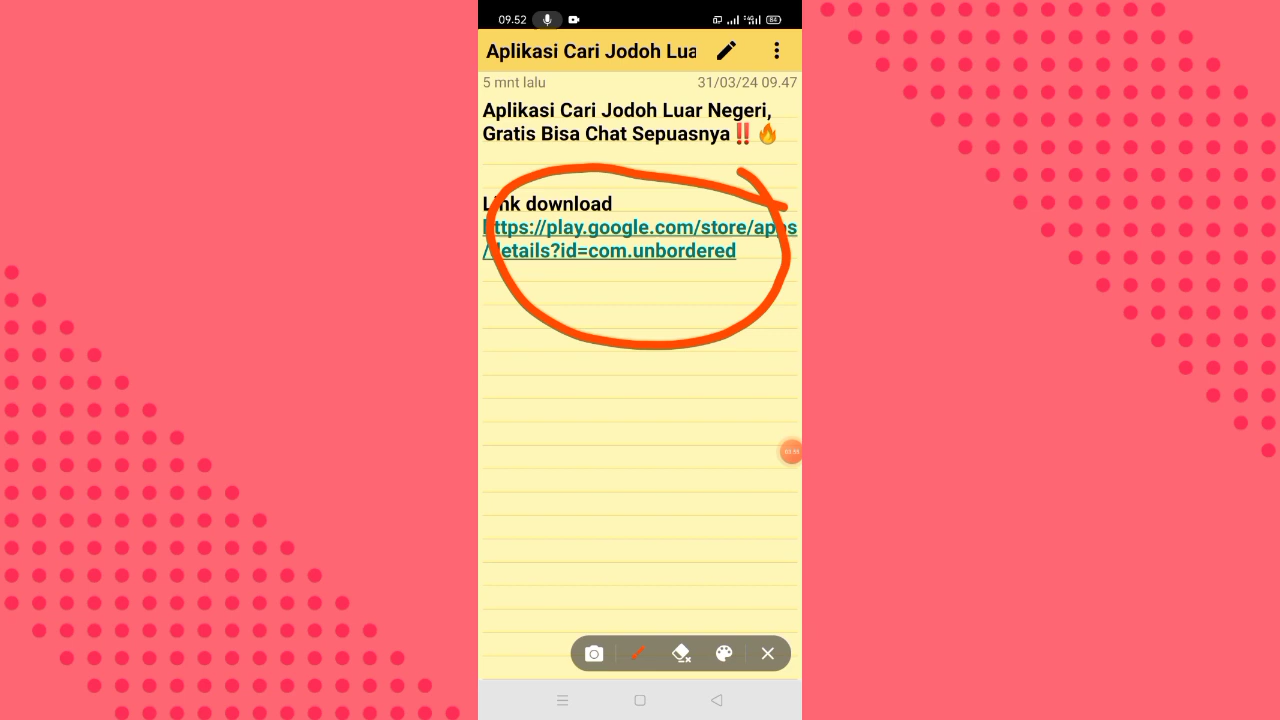 09.52
84
Aplikasi Cari Jodoh Lua
5 mnt lalu 31/03/24 09.47
Aplikasi Cari Jodoh Luar Negeri,
Gratis Bisa Chat Sepuasnya‼️🔥
Link download
https://play.google.com/store/apps
/details?id=com.unbordered